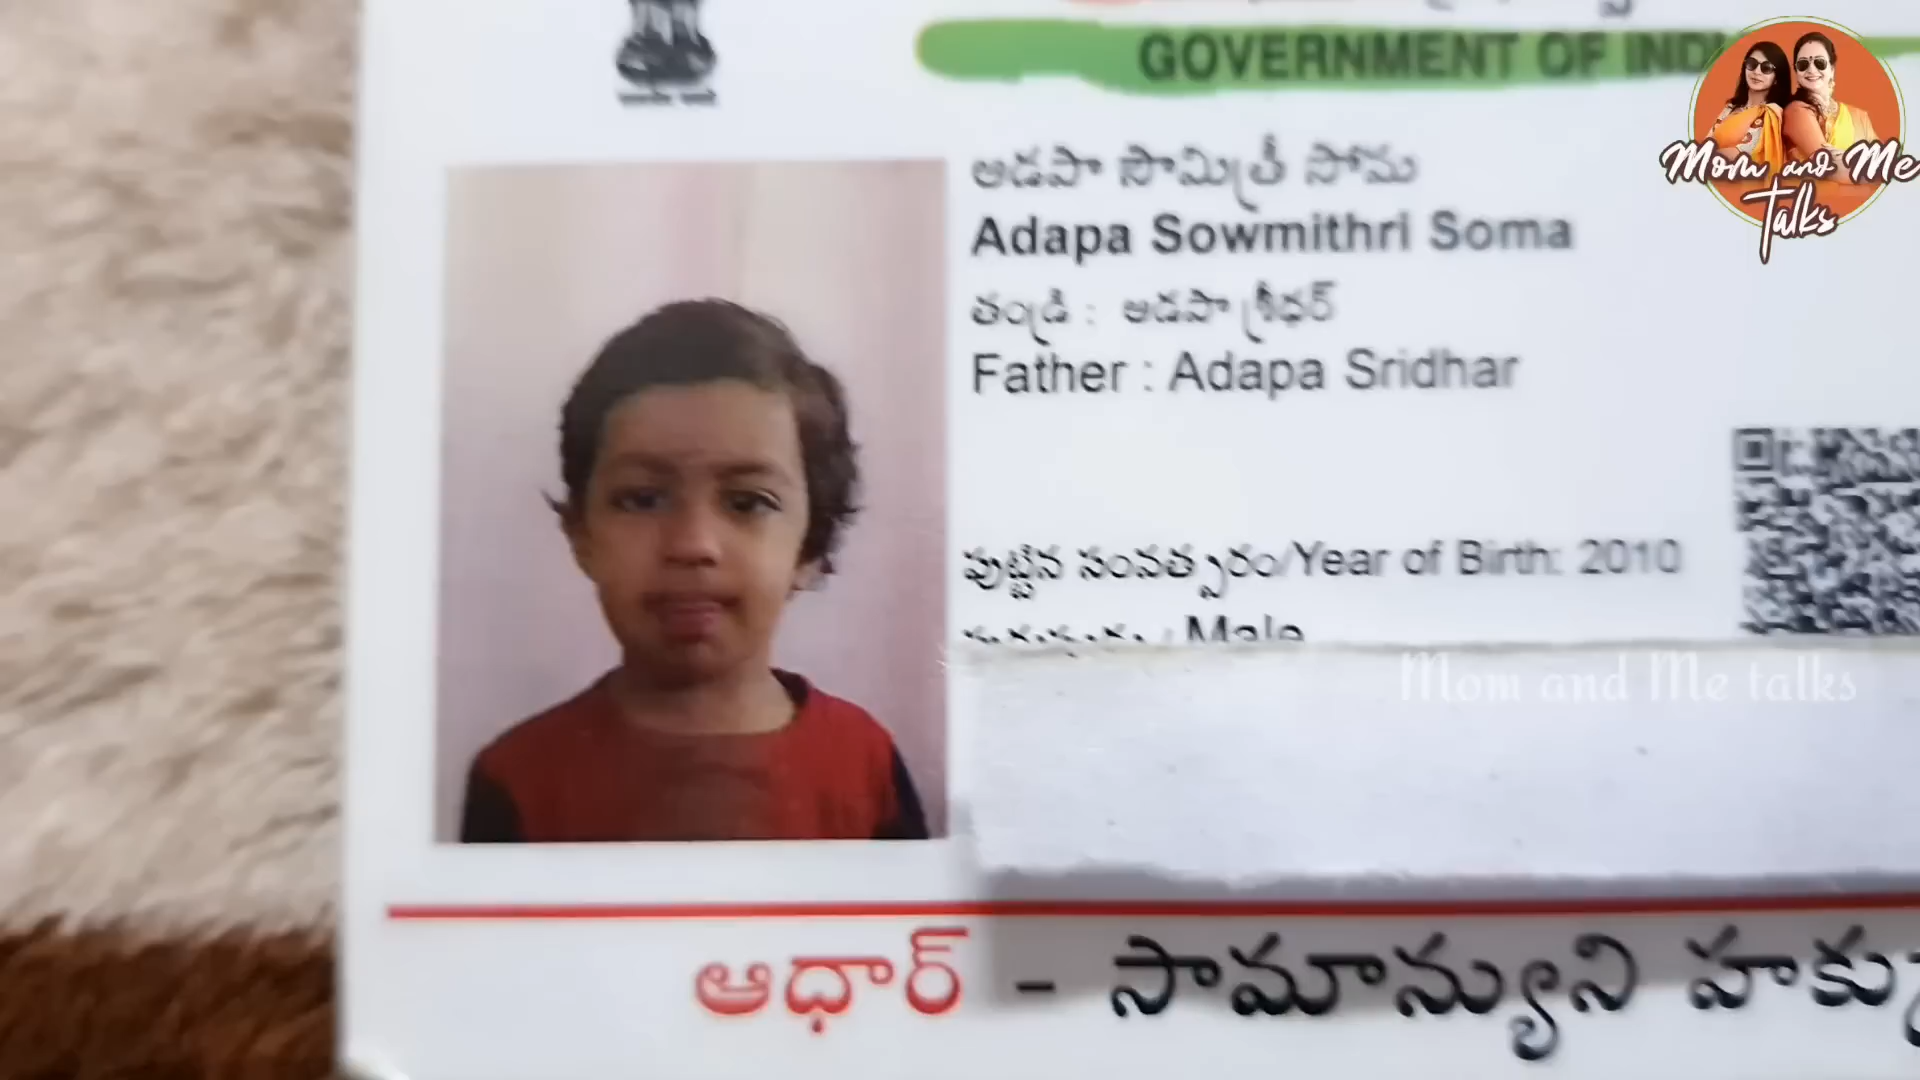 GOVERNMENT OF INDI
Mom and Me
Talks
అడపా సౌమిత్రీ సోమ
Adapa Sowmithri Soma
తండ్రి : అడపా శ్రీధర్
Father : Adapa Sridhar
పుట్టిన సంవత్సరం/Year of Birth: 2010
/ Male
Mom and Me talks
ఆధార్ - సామాన్యుని హక్కు